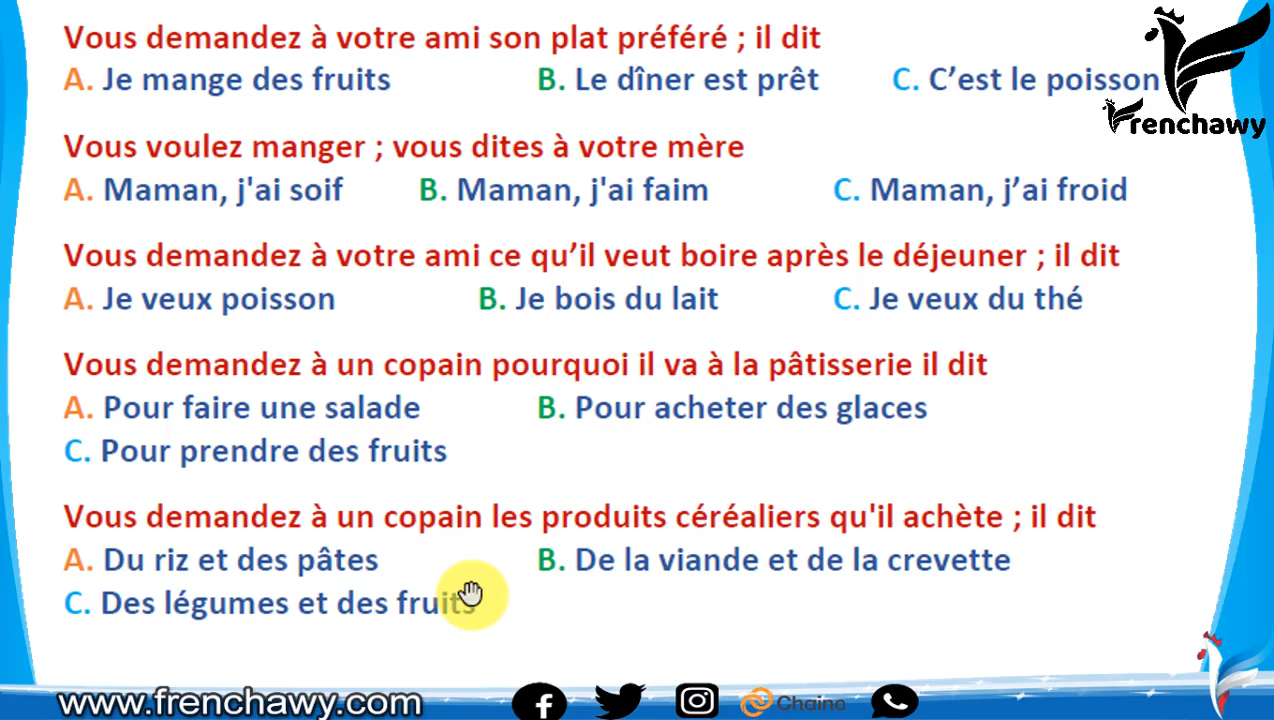 Vous demandez à votre ami son plat préféré ; il dit
A. Je mange des fruits B. Le dîner est prêt C. C’est le poisson
Frenchawy
Frenchawy
Vous voulez manger ; vous dites à votre mère
A. Maman, j'ai soif B. Maman, j'ai faim C. Maman, j’ai froid
Vous demandez à votre ami ce qu’il veut boire après le déjeuner ; il dit
A. Je veux poisson B. Je bois du lait C. Je veux du thé
Vous demandez à un copain pourquoi il va à la pâtisserie il dit
A. Pour faire une salade B. Pour acheter des glaces
C. Pour prendre des fruits
Vous demandez à un copain les produits céréaliers qu'il achète ; il dit
A. Du riz et des pâtes B. De la viande et de la crevette
C. Des légumes et des fruits
www.frenchawy.com Chaino